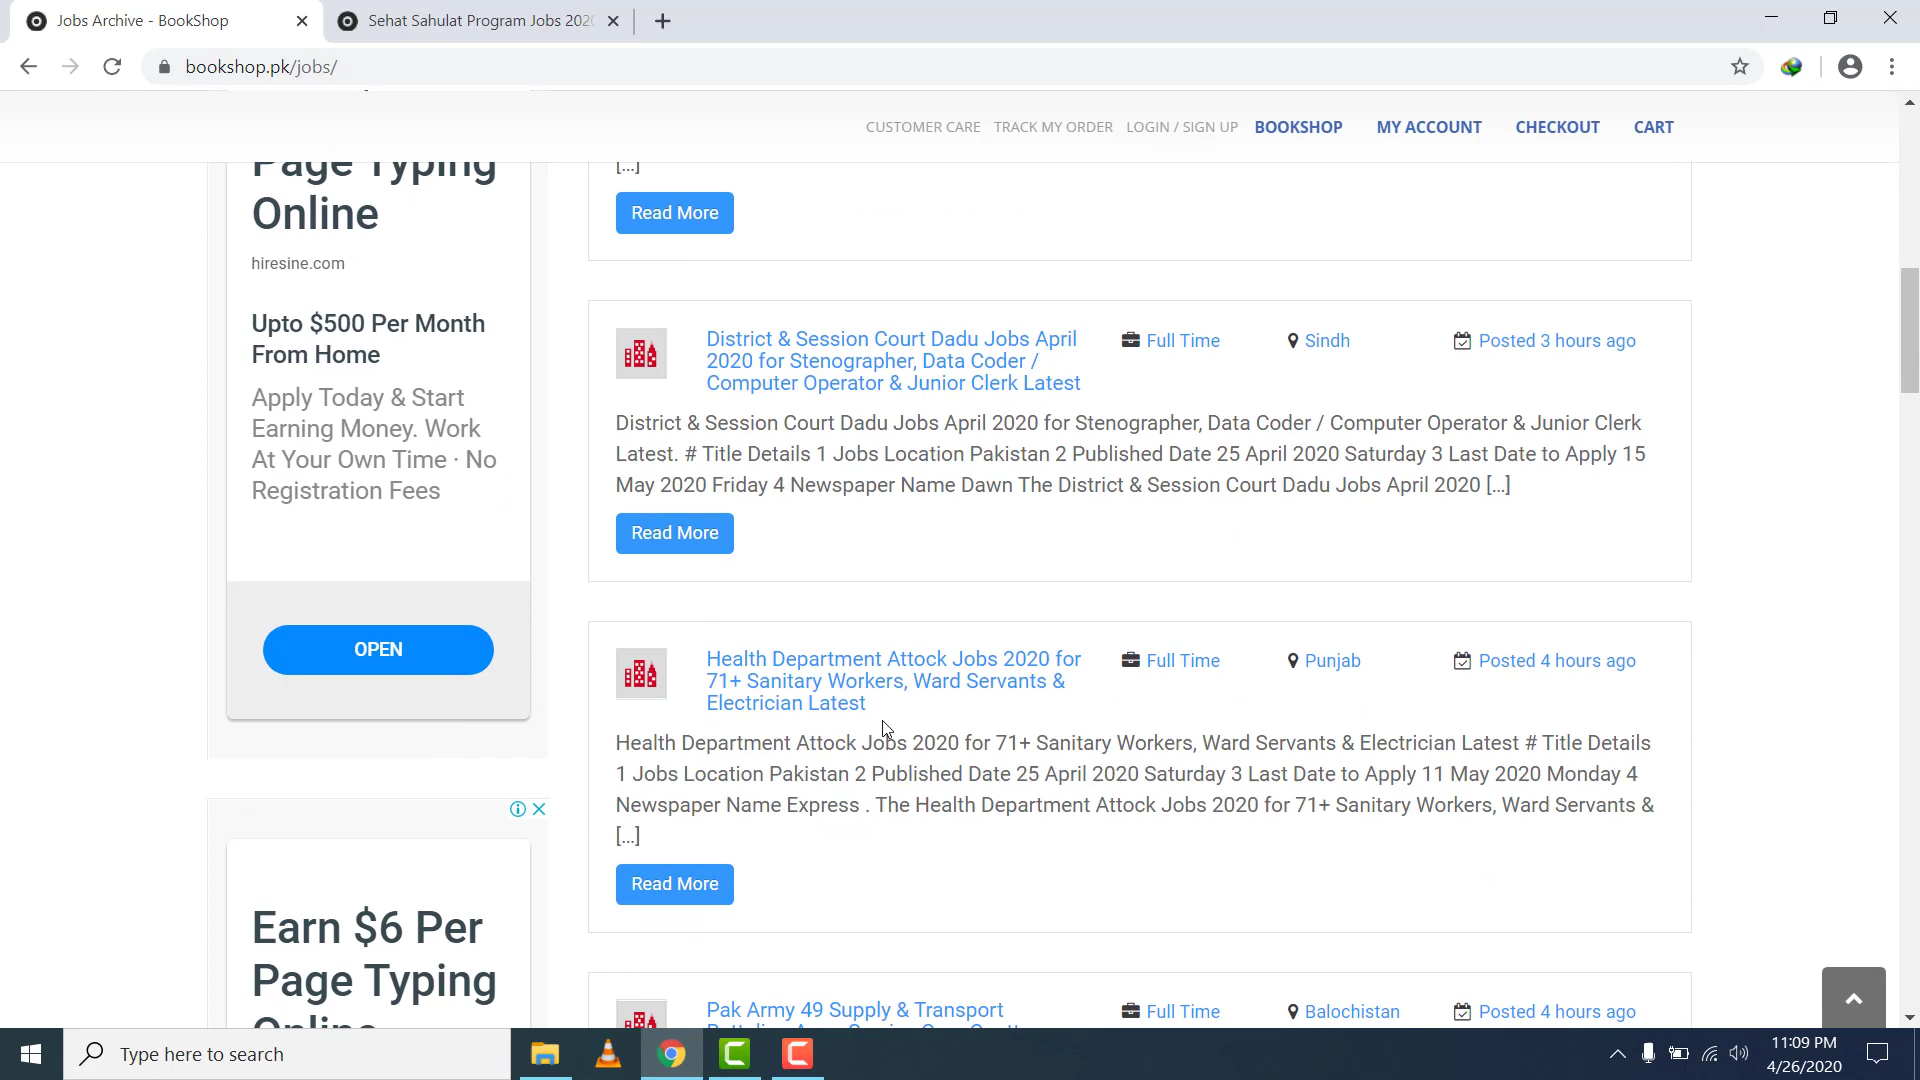 Jobs Archive - BookShop
Sehat Sahulat Program Jobs 202
bookshop.pk/jobs/
CUSTOMER CARE TRACK MY ORDER LOGIN / SIGN UP BOOKSHOP MY ACCOUNT CHECKOUT CART
Page Typing
Online
hiresine.com
Upto $500 Per Month
From Home
Apply Today & Start
Earning Money. Work
At Your Own Time · No
Registration Fees
OPEN
Earn $6 Per
Page Typing
Online
[...]
Read More
District & Session Court Dadu Jobs April
2020 for Stenographer, Data Coder /
Computer Operator & Junior Clerk Latest
Full Time
Sindh
Posted 3 hours ago
District & Session Court Dadu Jobs April 2020 for Stenographer, Data Coder / Computer Operator & Junior Clerk
Latest. # Title Details 1 Jobs Location Pakistan 2 Published Date 25 April 2020 Saturday 3 Last Date to Apply 15
May 2020 Friday 4 Newspaper Name Dawn The District & Session Court Dadu Jobs April 2020 [...]
Read More
Health Department Attock Jobs 2020 for
71+ Sanitary Workers, Ward Servants &
Electrician Latest
Full Time
Punjab
Posted 4 hours ago
Health Department Attock Jobs 2020 for 71+ Sanitary Workers, Ward Servants & Electrician Latest # Title Details
1 Jobs Location Pakistan 2 Published Date 25 April 2020 Saturday 3 Last Date to Apply 11 May 2020 Monday 4
Newspaper Name Express . The Health Department Attock Jobs 2020 for 71+ Sanitary Workers, Ward Servants &
[...]
Read More
Pak Army 49 Supply & Transport
Full Time
Balochistan
Posted 4 hours ago
Type here to search
11:09 PM
4/26/2020